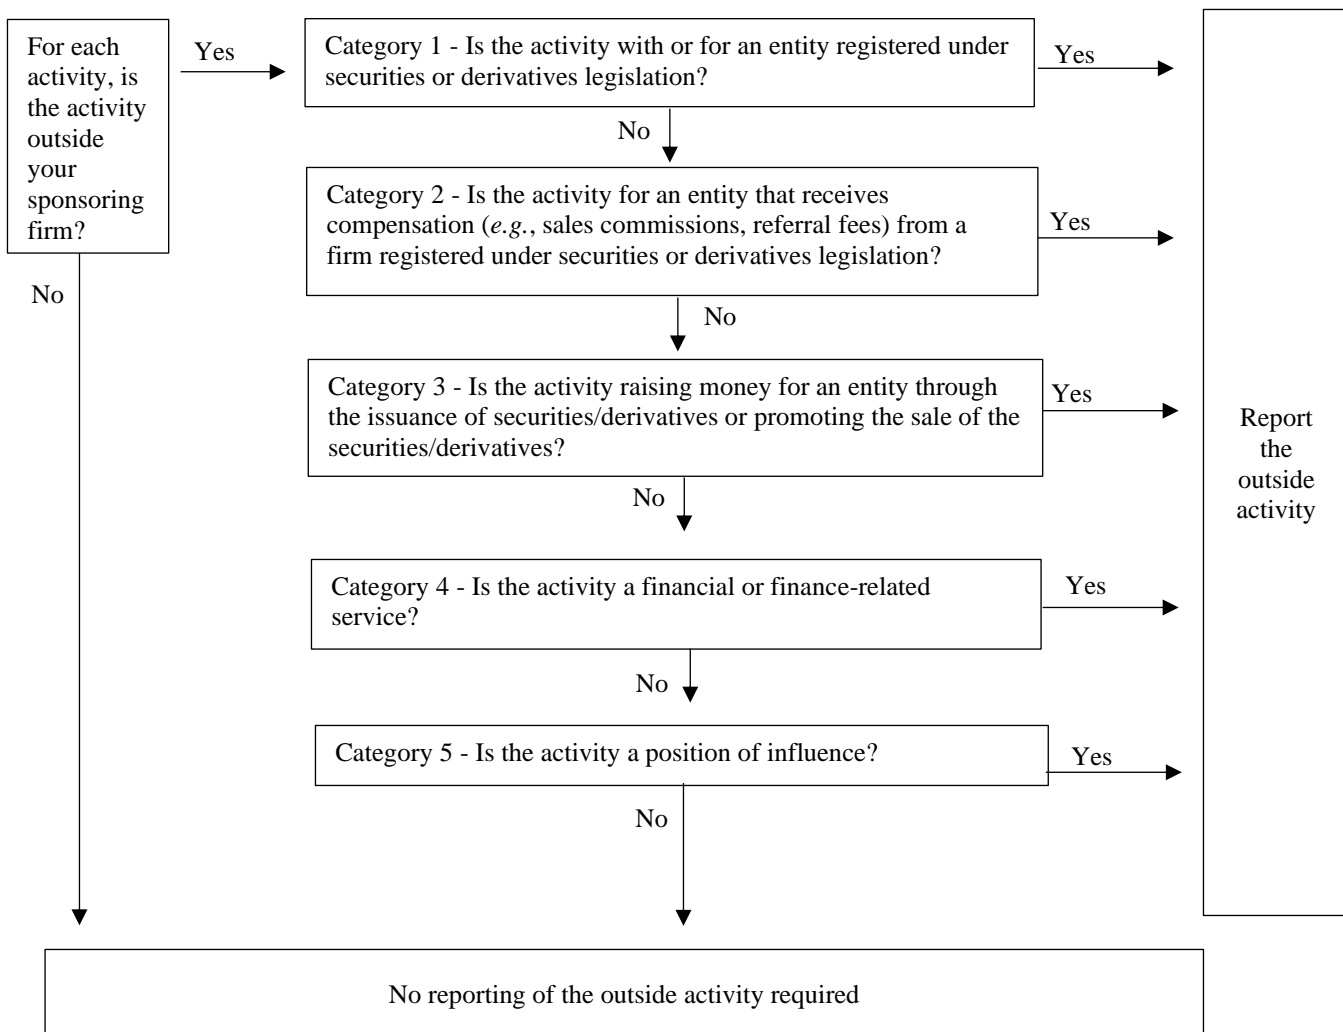 For each
activity, is
the activity
outside
your
sponsoring
firm?
Yes
No
Category 1 - Is the activity with or for an entity registered under
securities or derivatives legislation?
Yes
No
Category 2 - Is the activity for an entity that receives
compensation (e.g., sales commissions, referral fees) from a
firm registered under securities or derivatives legislation?
Yes
No
Category 3 - Is the activity raising money for an entity through
the issuance of securities/derivatives or promoting the sale of the
securities/derivatives?
Yes
No
Category 4 - Is the activity a financial or finance-related
service?
Yes
No
Category 5 - Is the activity a position of influence?
Yes
No
Report
the
outside
activity
No reporting of the outside activity required